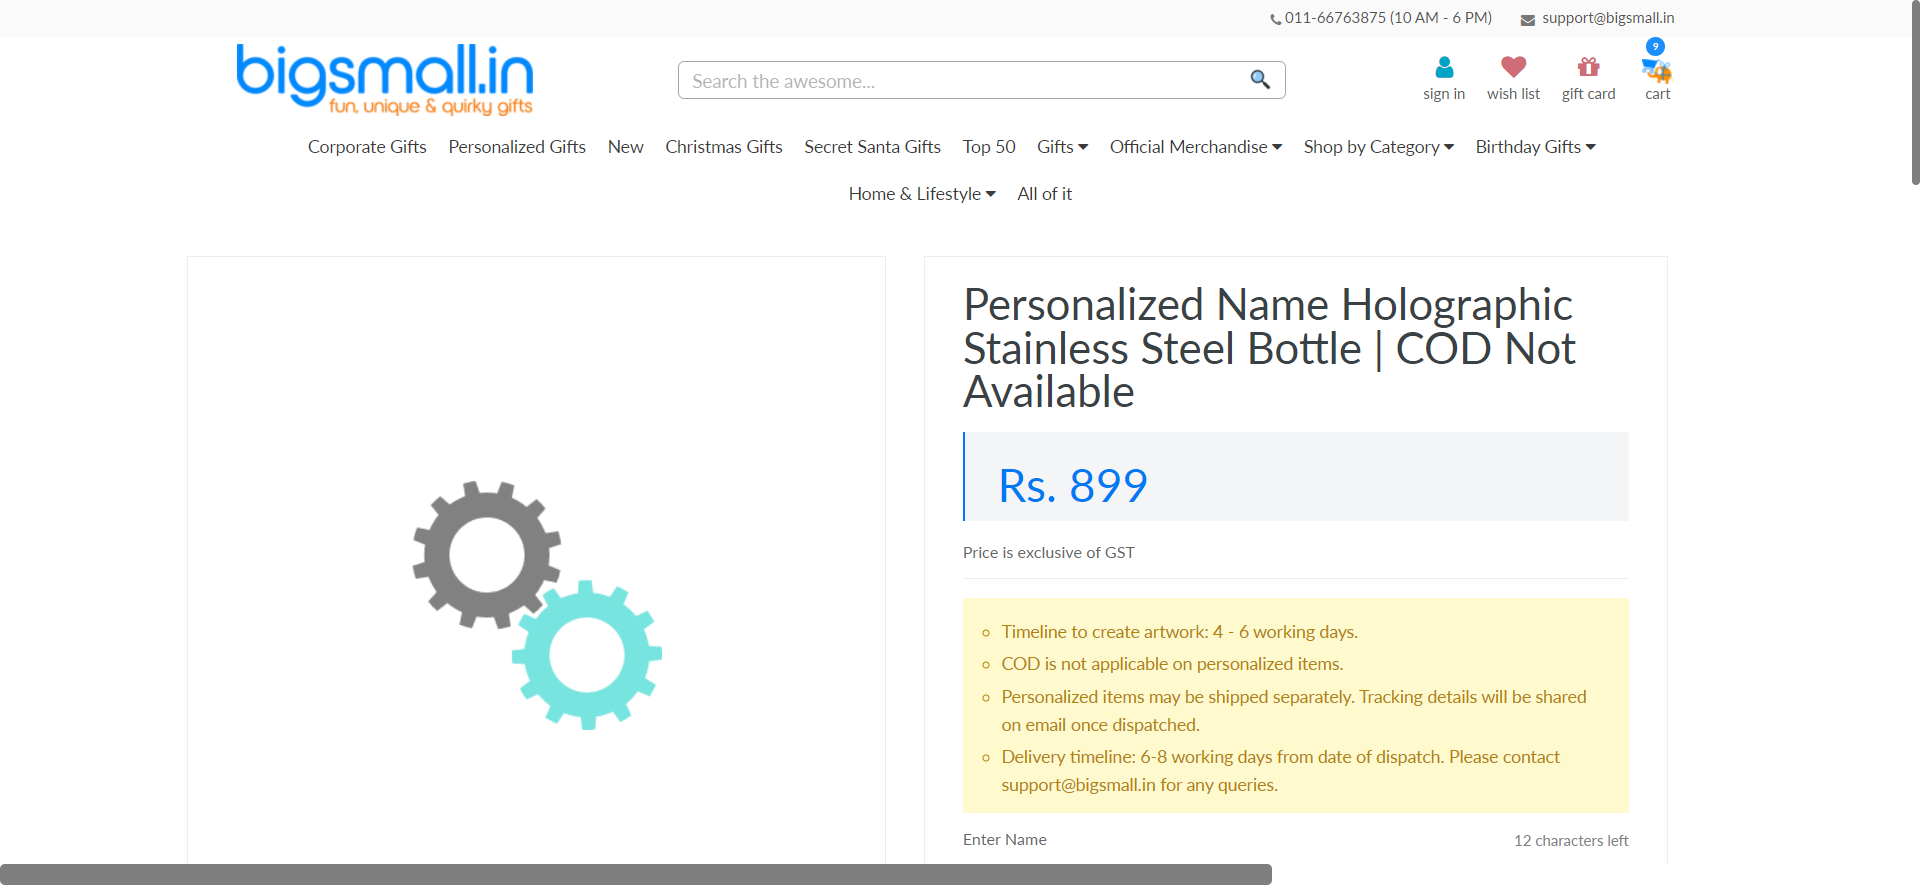 011-66763875 (10 AM - 6 PM) support@bigsmall.in
bigsmall.in
fun, unique & quirky gifts
Search the awesome...
9
sign in wish list gift card cart
Corporate Gifts Personalized Gifts New Christmas Gifts Secret Santa Gifts Top 50 Gifts Official Merchandise Shop by Category Birthday Gifts
Home & Lifestyle All of it
Personalized Name Holographic
Stainless Steel Bottle | COD Not
Available
Rs. 899
Price is exclusive of GST
Timeline to create artwork: 4 - 6 working days.
COD is not applicable on personalized items.
Personalized items may be shipped separately. Tracking details will be shared
on email once dispatched.
Delivery timeline: 6-8 working days from date of dispatch. Please contact
support@bigsmall.in for any queries.
Enter Name 12 characters left